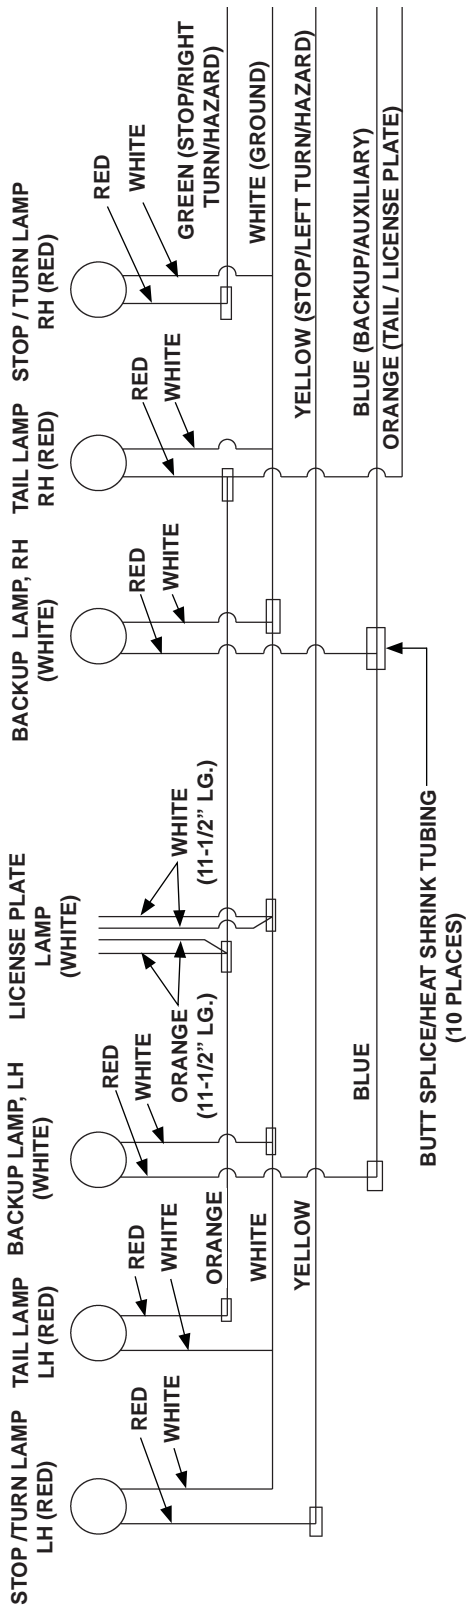 STOP /TURN LAMP
LH (RED)
TAIL LAMP
LH (RED)
BACKUP LAMP, LH
(WHITE)
LICENSE PLATE
LAMP
(WHITE)
BACKUP LAMP, RH
(WHITE)
TAIL LAMP
RH (RED)
STOP / TURN LAMP
RH (RED)
RED
WHITE
RED
WHITE
RED
WHITE
ORANGE
(11-1/2” LG.)
WHITE
(11-1/2” LG.)
RED
WHITE
RED
WHITE
RED
WHITE
ORANGE
WHITE
YELLOW
BLUE
GREEN (STOP/RIGHT
TURN/HAZARD)
WHITE (GROUND)
YELLOW (STOP/LEFT TURN/HAZARD)
BLUE (BACKUP/AUXILIARY)
ORANGE (TAIL / LICENSE PLATE)
BUTT SPLICE/HEAT SHRINK TUBING
(10 PLACES)